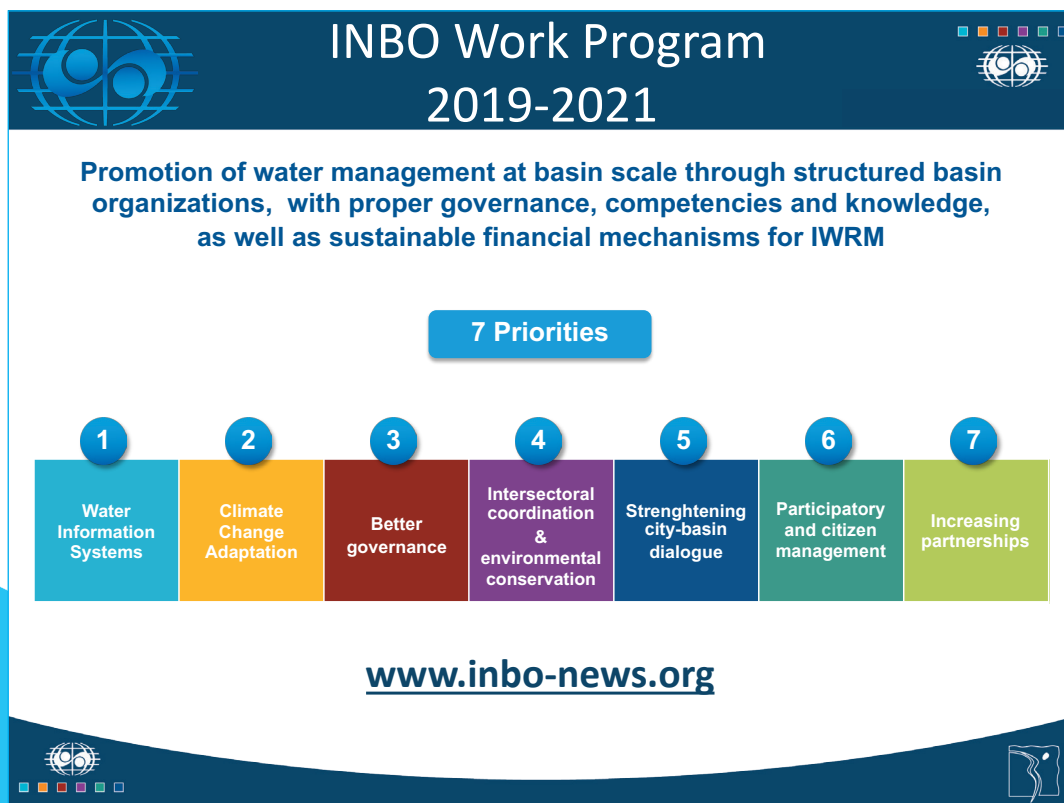 INBO Work Program
2019-2021
Promotion of water management at basin scale through structured basin
organizations, with proper governance, competencies and knowledge,
as well as sustainable financial mechanisms for IWRM
7 Priorities
1
Water
Information
Systems
2
Climate
Change
Adaptation
3
Better
governance
4
Intersectoral
coordination
&
environmental
conservation
5
Strenghtening
city-basin
dialogue
6
Participatory
and citizen
management
7
Increasing
partnerships
www.inbo-news.org